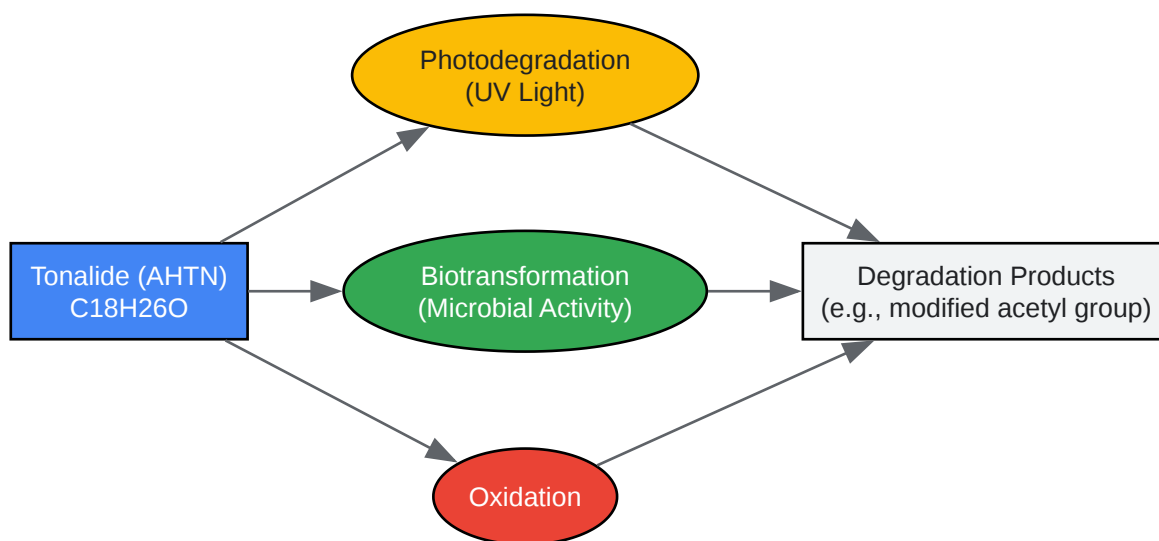 Photodegradation
(UV Light)
Tonalide (AHTN)
C18H26O
Biotransformation
(Microbial Activity)
Degradation Products
(e.g., modified acetyl group)
Oxidation